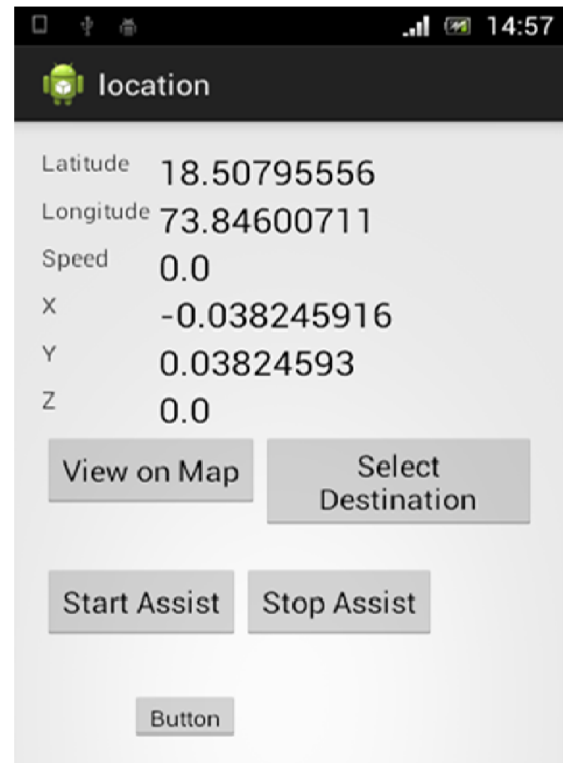 14:57
location
Latitude 18.50795556
Longitude 73.84600711
Speed 0.0
X -0.038245916
Y 0.03824593
Z 0.0
View on Map
Select
Destination
Start Assist
Stop Assist
Button